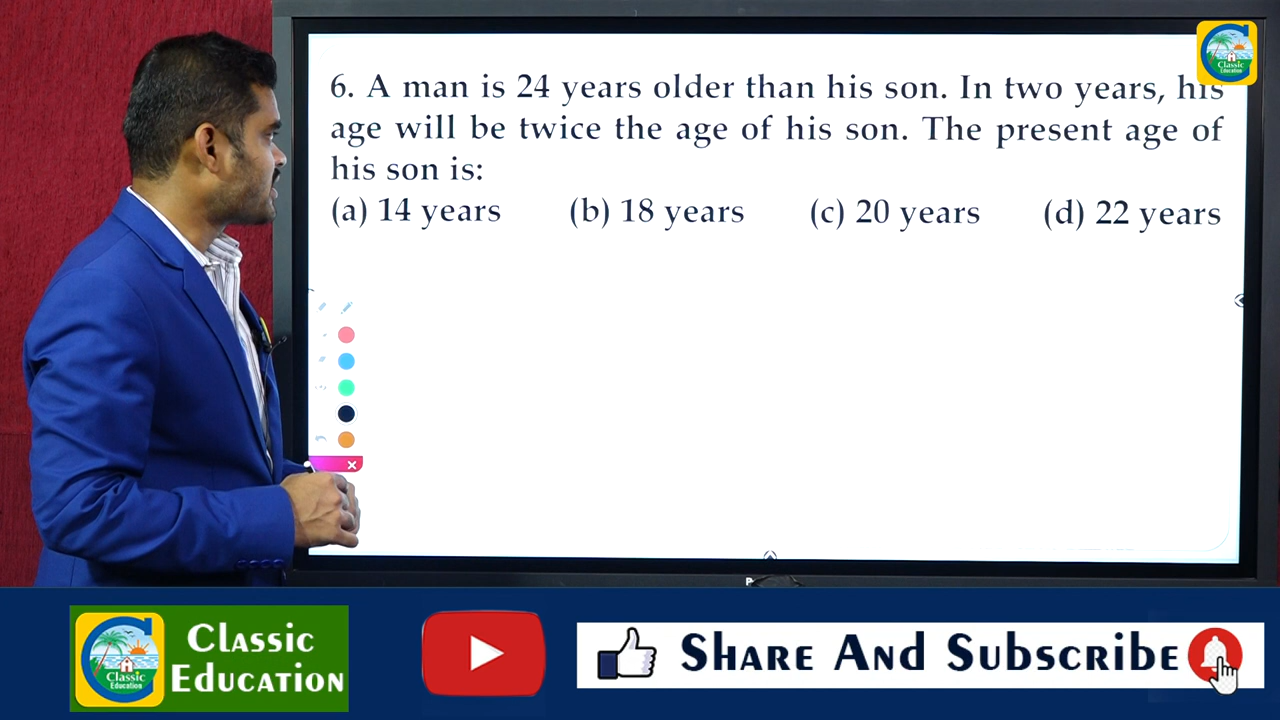 Classic
Education
6. A man is 24 years older than his son. In two years, his
age will be twice the age of his son. The present age of
his son is:
(a) 14 years (b) 18 years (c) 20 years (d) 22 years
Classic
Education
Classic
Education
Share And Subscribe